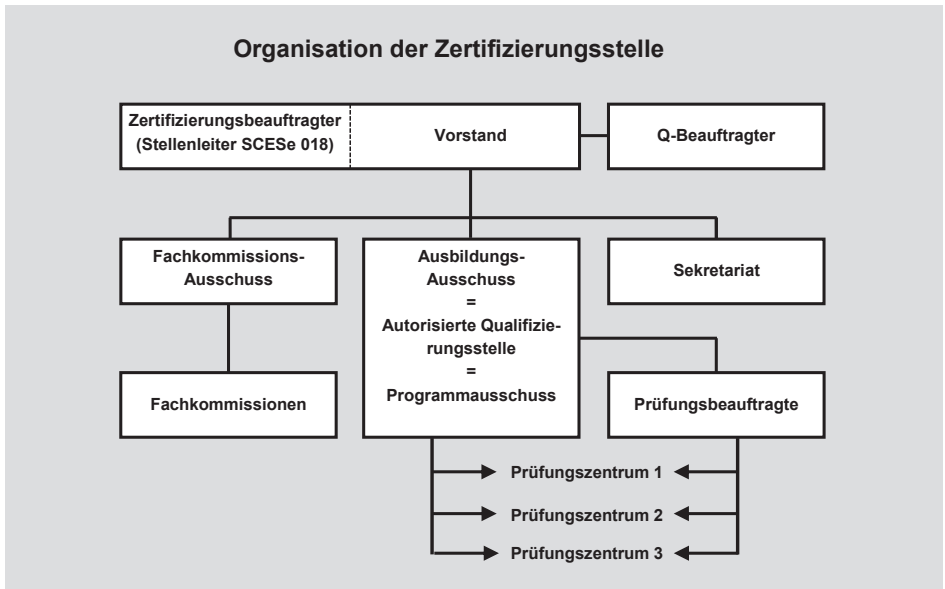 Organisation der Zertifizierungsstelle
Zertifizierungsbeauftragter
(Stellenleiter SCESe 018)
Vorstand
Q-Beauftragter
Fachkommissions-
Ausschuss
Ausbildungs-
Ausschuss
=
Autorisierte Qualifizie-
rungsstelle
=
Programmausschuss
Sekretariat
Fachkommissionen
Prüfungsbeauftragte
Prüfungszentrum 1
Prüfungszentrum 2
Prüfungszentrum 3